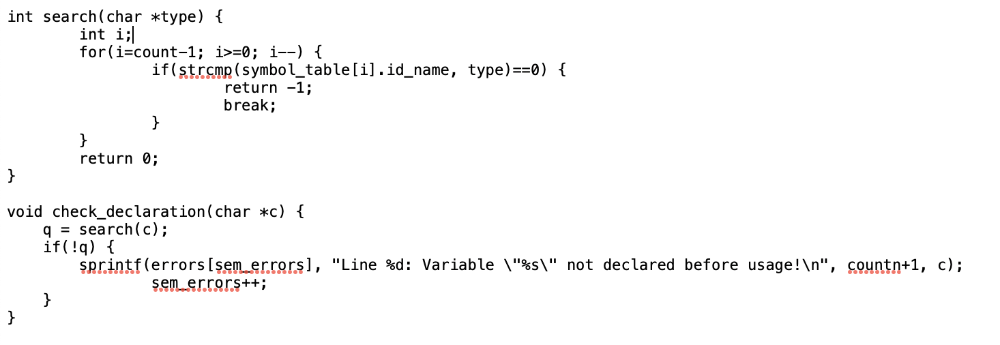 int search(char *type) {
        int i;
        for(i=count-1; i>=0; i--) {
                if(strcmp(symbol_table[i].id_name, type)==0) {
                        return -1;
                        break;
                }
        }
        return 0;
}

void check_declaration(char *c) {
    q = search(c);
    if(!q) {
        sprintf(errors[sem_errors], "Line %d: Variable \"%s\" not declared before usage!\n", countn+1, c);
                sem_errors++;
    }
}